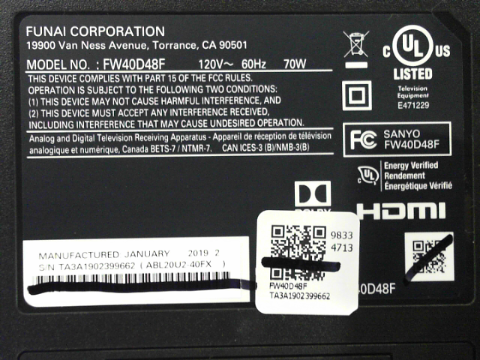 FUNAI CORPORATION
19900 Van Ness Avenue, Torrance, CA 90501
MODEL NO. : FW40D48F 120V~ 60Hz 70W
THIS DEVICE COMPLIES WITH PART 15 OF THE FCC RULES.
OPERATION IS SUBJECT TO THE FOLLOWING TWO CONDITIONS:
(1) THIS DEVICE MAY NOT CAUSE HARMFUL INTERFERENCE, AND
(2) THIS DEVICE MUST ACCEPT ANY INTERFERENCE RECEIVED,
INCLUDING INTERFERENCE THAT MAY CAUSE UNDESIRED OPERATION.
Analog and Digital Television Receiving Apparatus - Appareil de réception de télévision
analogique et numérique, Canada BETS-7 / NTMR-7. CAN ICES-3 (B)/NMB-3(B)
C UL US
LISTED
Television
Equipment
E471229
FC SANYO
FW40D48F
Energy Verified
Rendement
Énergétique Vérifié
DOLBY
HDMI
MANUFACTURED JANUARY 2019 2
S/N TA3A1902399662 ( ABL20U2-40FX )
9833
4713
FW40D48F
TA3A1902399662
40D48F